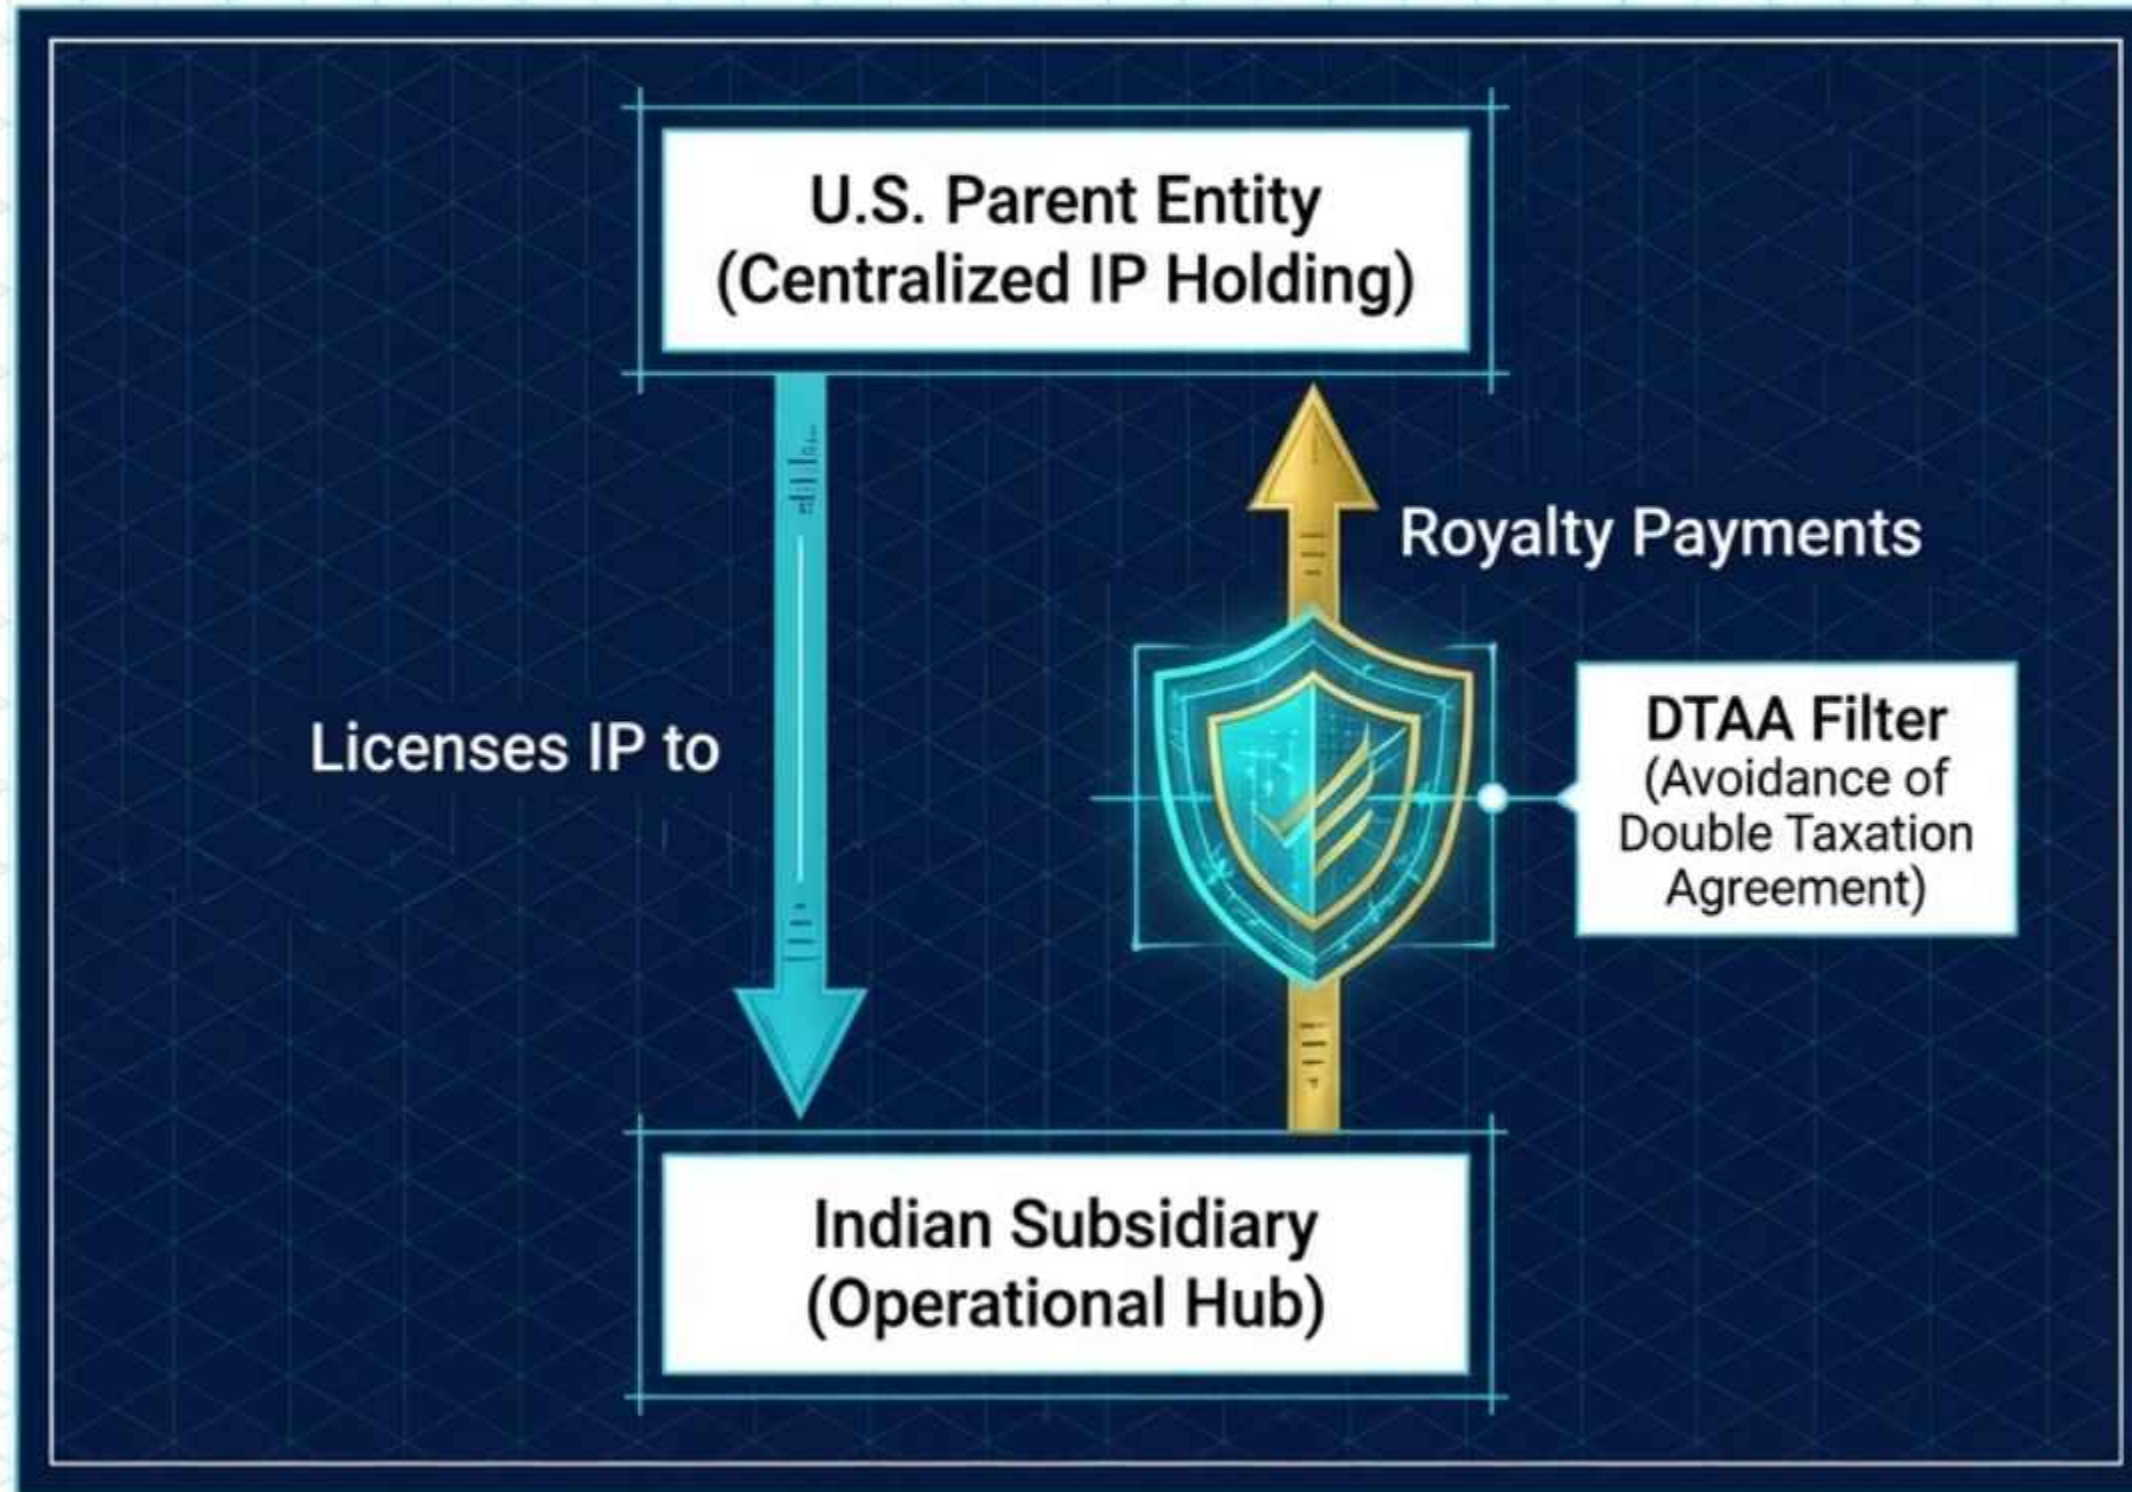 U.S. Parent Entity
(Centralized IP Holding)
Royalty Payments
Licenses IP to
DTAA Filter
(Avoidance of
Double Taxation
Agreement)
Indian Subsidiary
(Operational Hub)